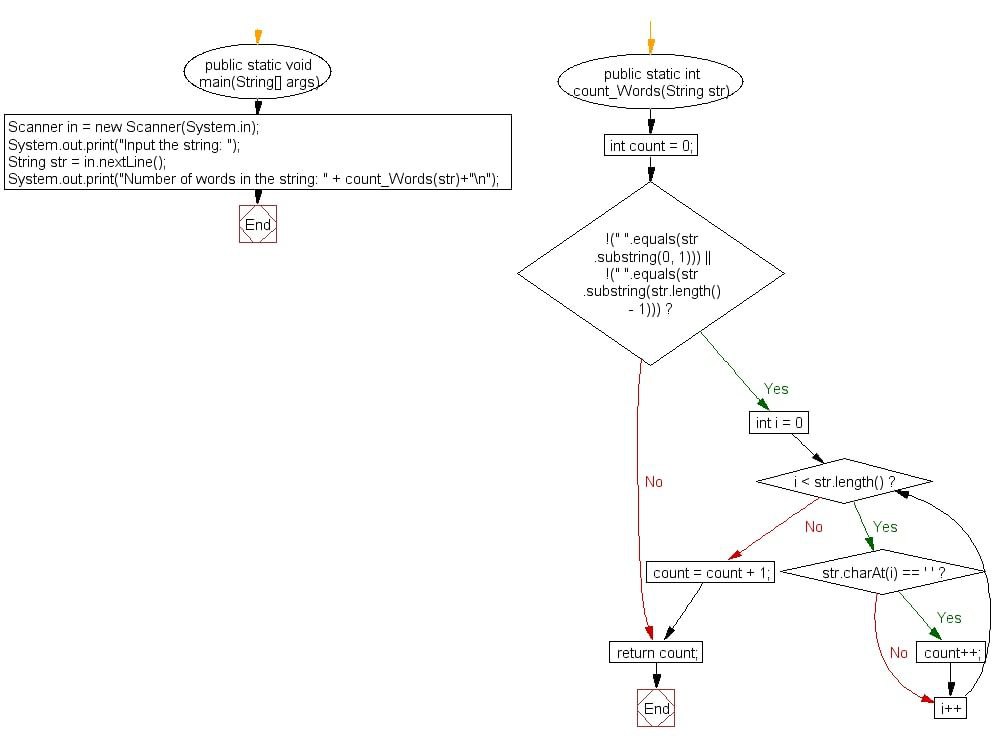 public static void
main(String[] args)
Scanner in = new Scanner(System.in);
System.out.print("Input the string: ");
String str = in.nextLine();
System.out.print("Number of words in the string: " + count_Words(str)+"\n");
End
public static int
count_Words(String str)
int count = 0;
!(" ".equals(str
.substring(0, 1))) ||
!(" ".equals(str
.substring(str.length()
- 1))) ?
Yes
int i = 0
No
i < str.length() ?
No
Yes
count = count + 1;
str.charAt(i) == ' ' ?
Yes
return count;
No
count++;
End
i++